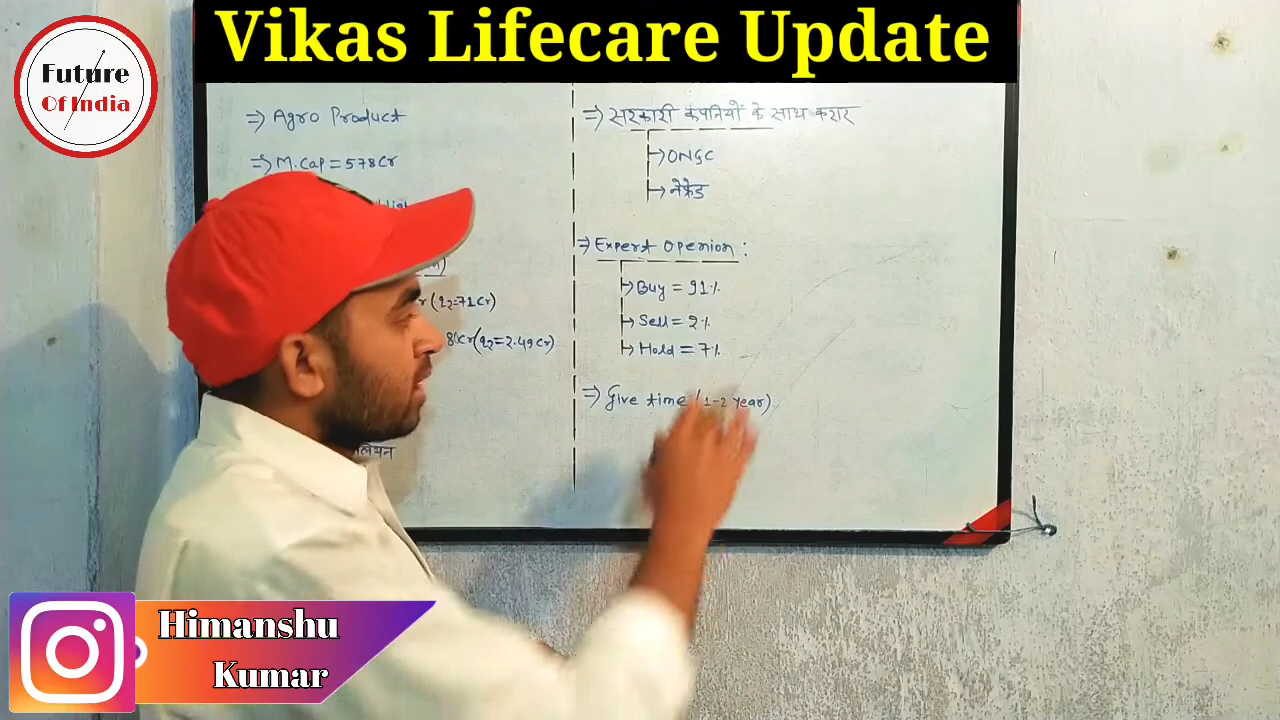 Vikas Lifecare Update
Future
Of India
=> Agro Product
=> M.Cap = 578Cr
r (q2=71Cr)
80Cr (q2=2.49Cr)
=> सरकारी कंपनियों के साथ करार
→ ONGC
→ नेफ्रेड
=> Expert Openion :
→ Buy = 91%
→ Sell = 2%
→ Hold = 7%
=> Give time (1-2 year)
Himanshu
Kumar